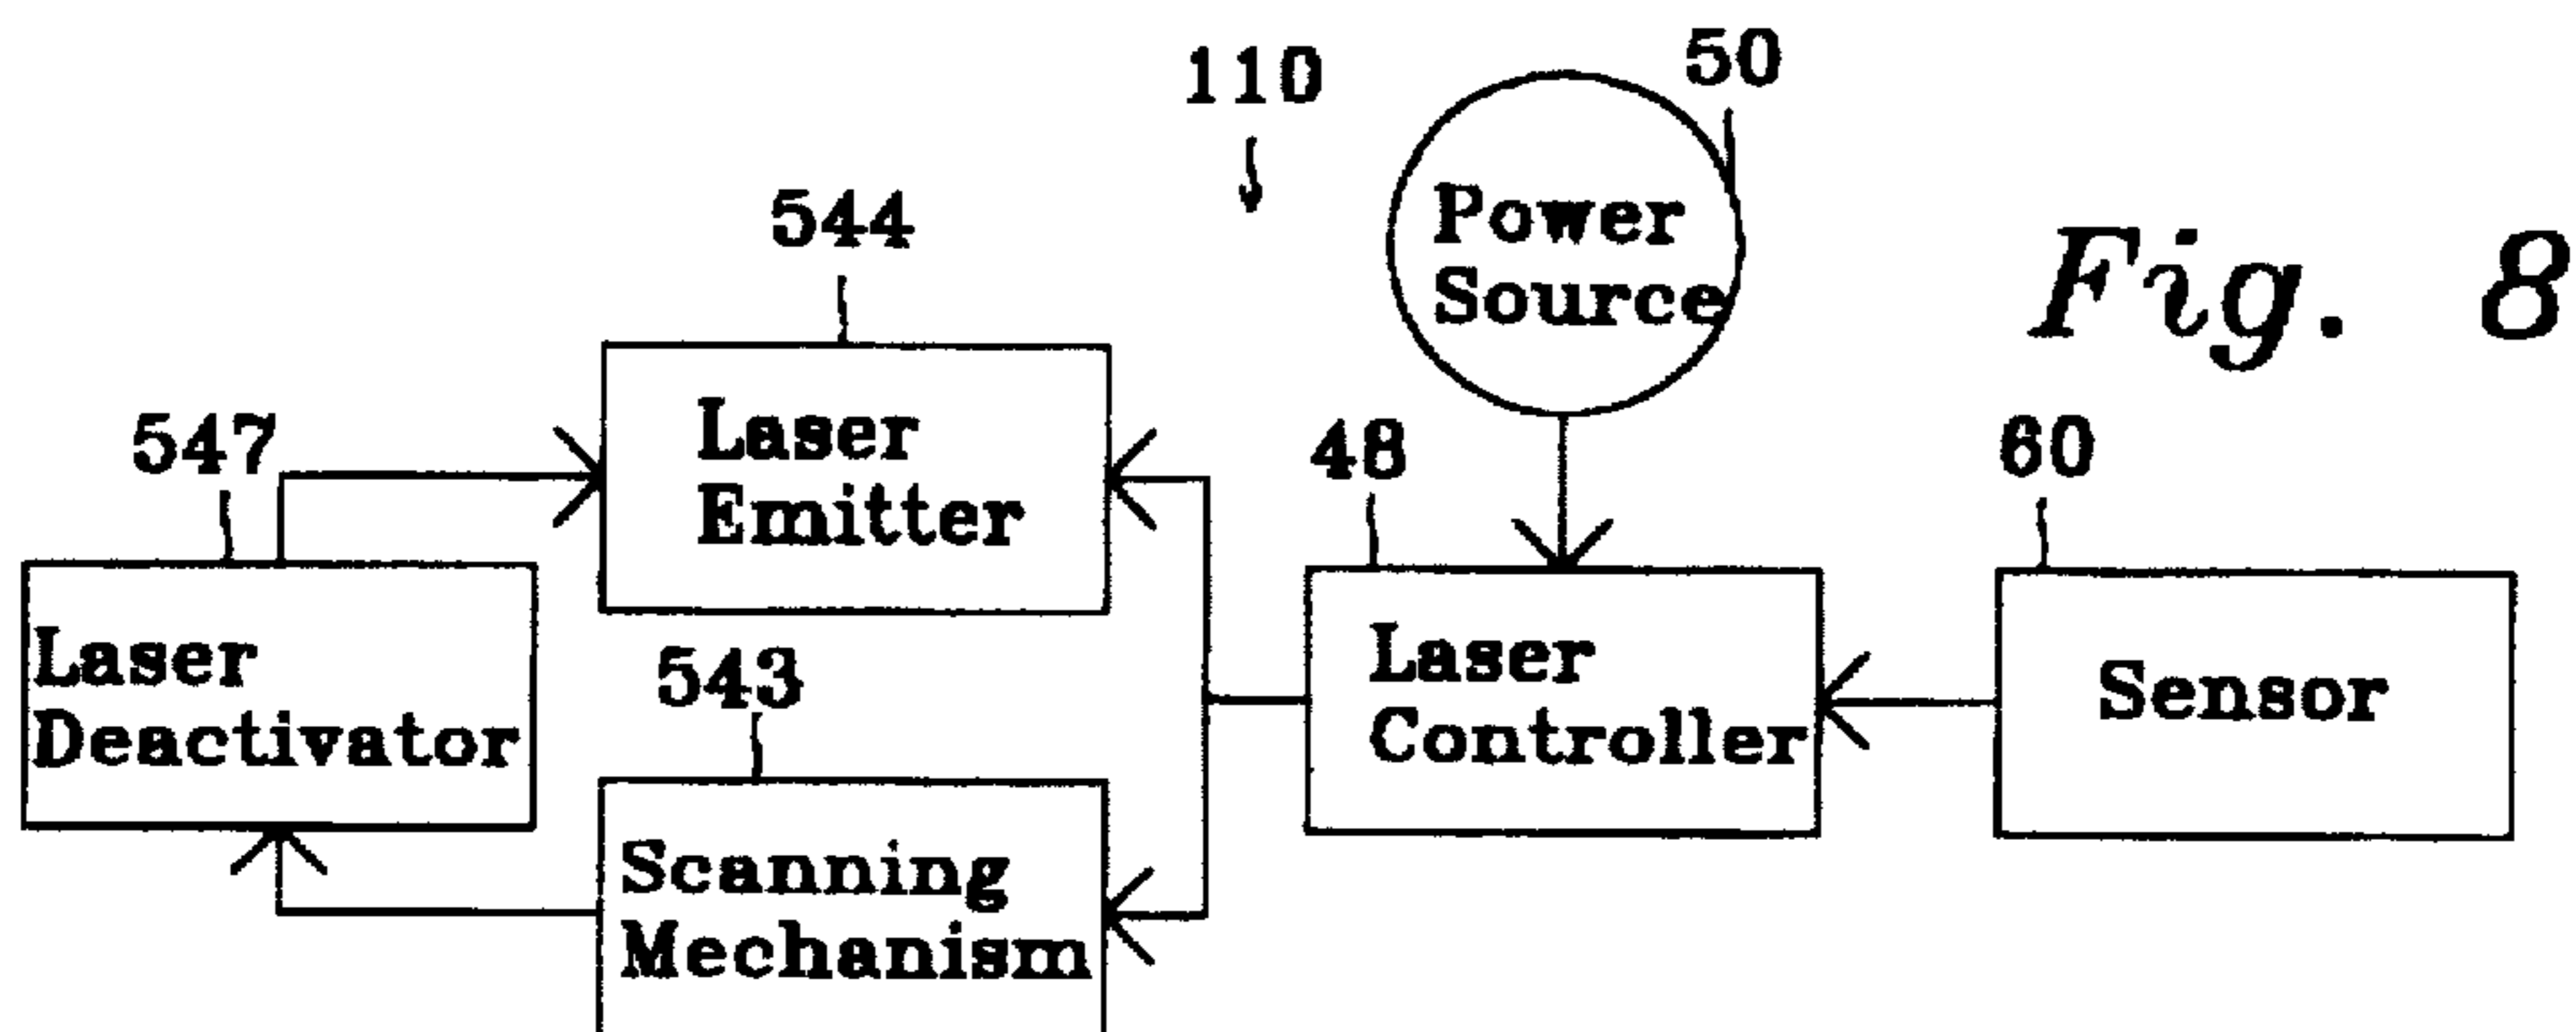 110
50
Power
Source
Fig. 8
544
Laser
Emitter
547
Laser
Deactivator
543
Scanning
Mechanism
48
Laser
Controller
60
Sensor